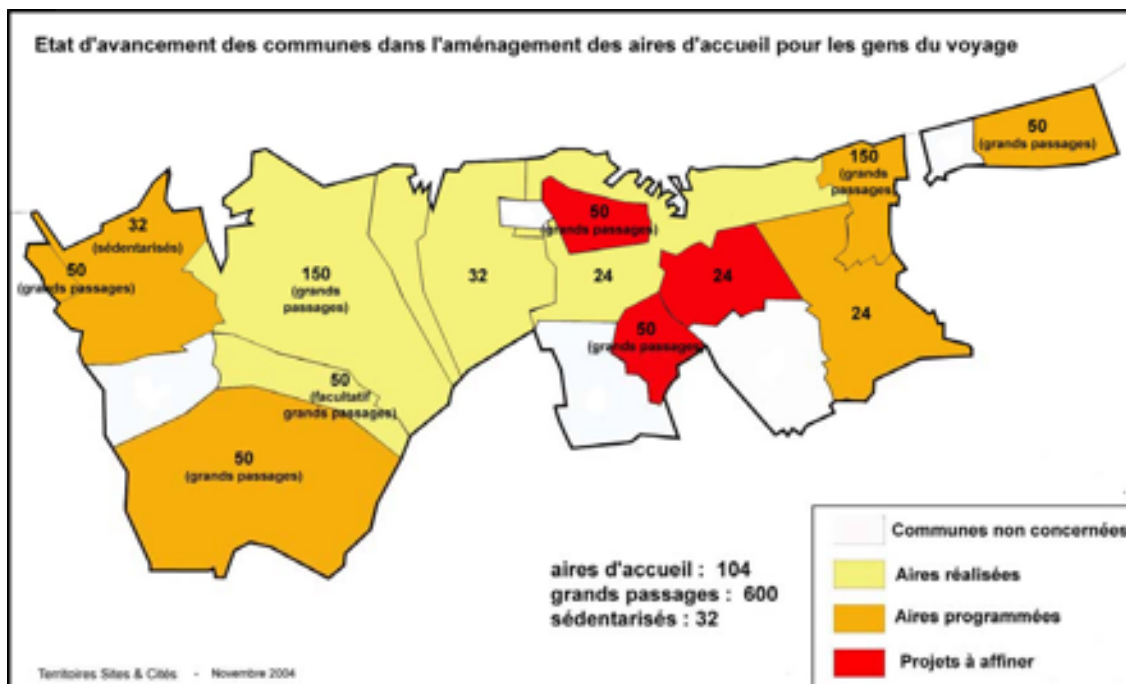 Etat d'avancement des communes dans l'aménagement des aires d'accueil pour les gens du voyage
50
(grands passages)
150
(grands
passages)
32
(sédentarisés)
50
(grands passages)
50
(grands passages)
150
(grands
passages)
32
24
24
24
50
(grands passages)
50
(facultatif
grands passages)
50
(grands passages)
aires d'accueil : 104
grands passages : 600
sédentarisés : 32
Communes non concernées
Aires réalisées
Aires programmées
Projets à affiner
Territoires Sites & Cités - Novembre 2004